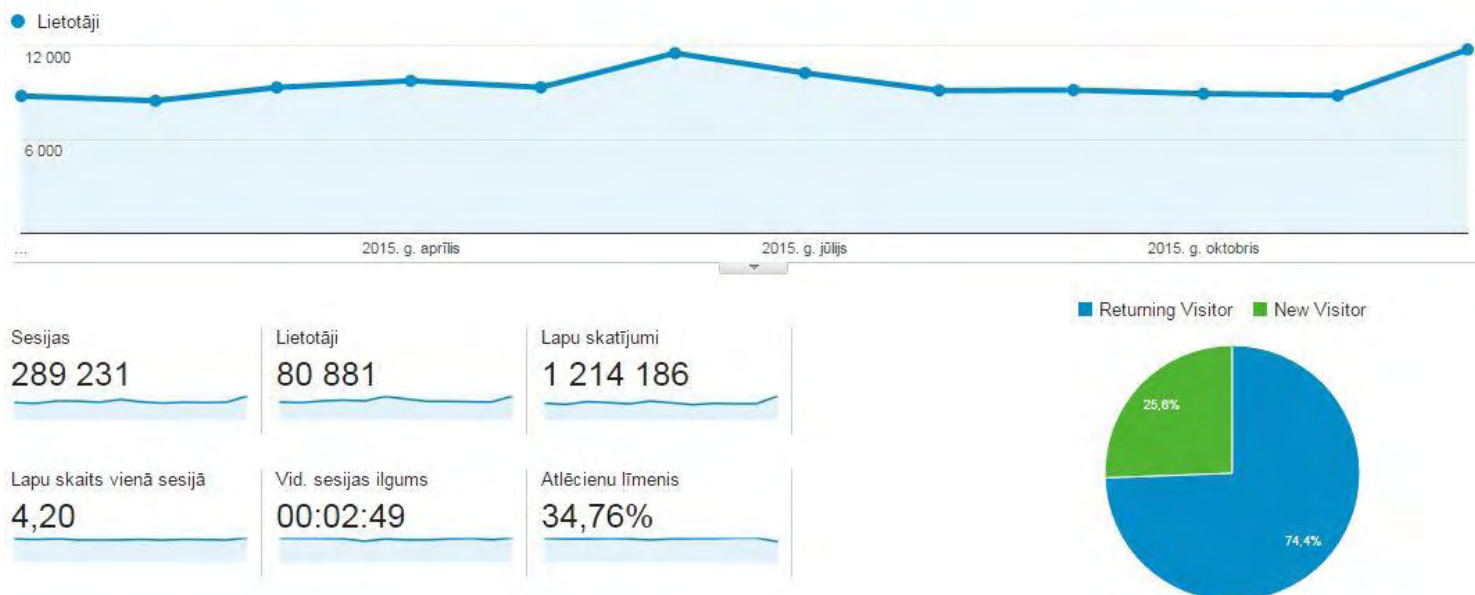 Lietotāji
12 000
6 000
...
2015. g. aprīlis
2015. g. jūlijs
2015. g. oktobris
Returning Visitor
New Visitor
Sesijas
289 231
Lietotāji
80 881
Lapu skatījumi
1 214 186
Lapu skaits vienā sesijā
4,20
Vid. sesijas ilgums
00:02:49
Atlēcienu līmenis
34,76%
25,6%
74,4%